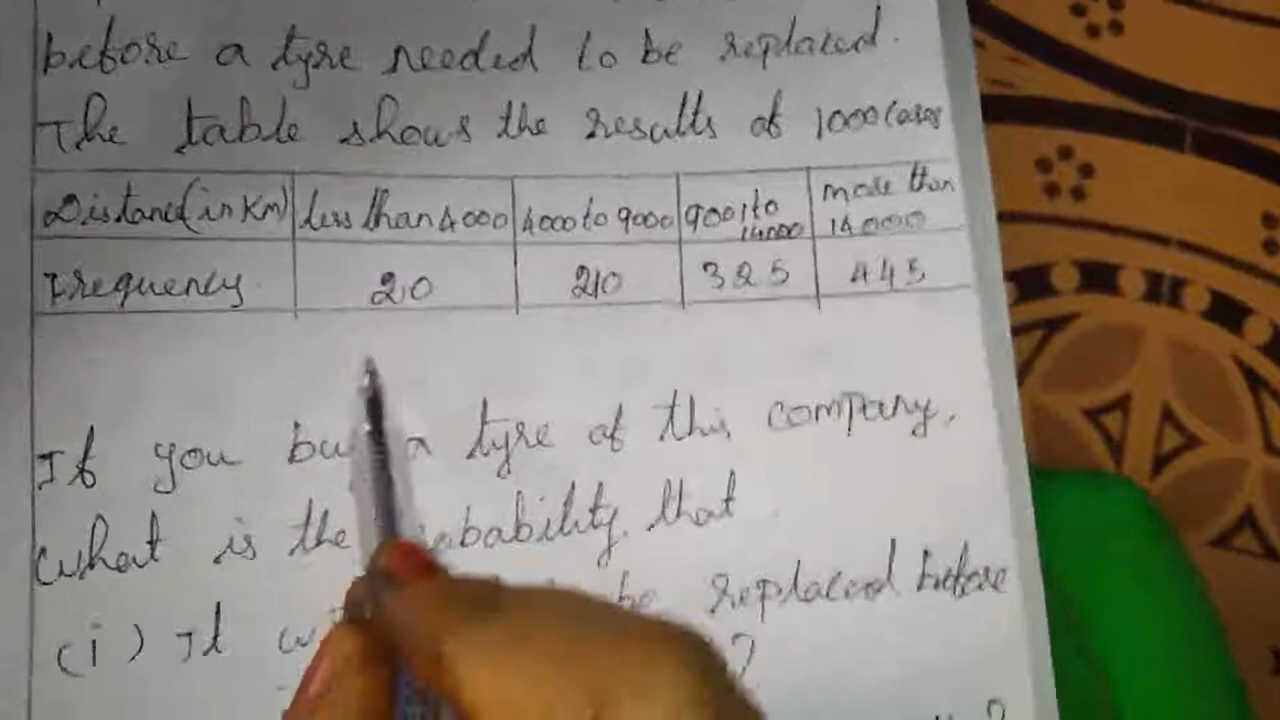 before a tyre needed to be replaced.
The table shows the results of 1000 cases
Distance(in Km) less than 4000 4000 to 9000 9001 to 14000 more than 14000
Frequency 20 210 325 445
If you a tyre of this company,
what is the that
(i) It be replaced before
?
?